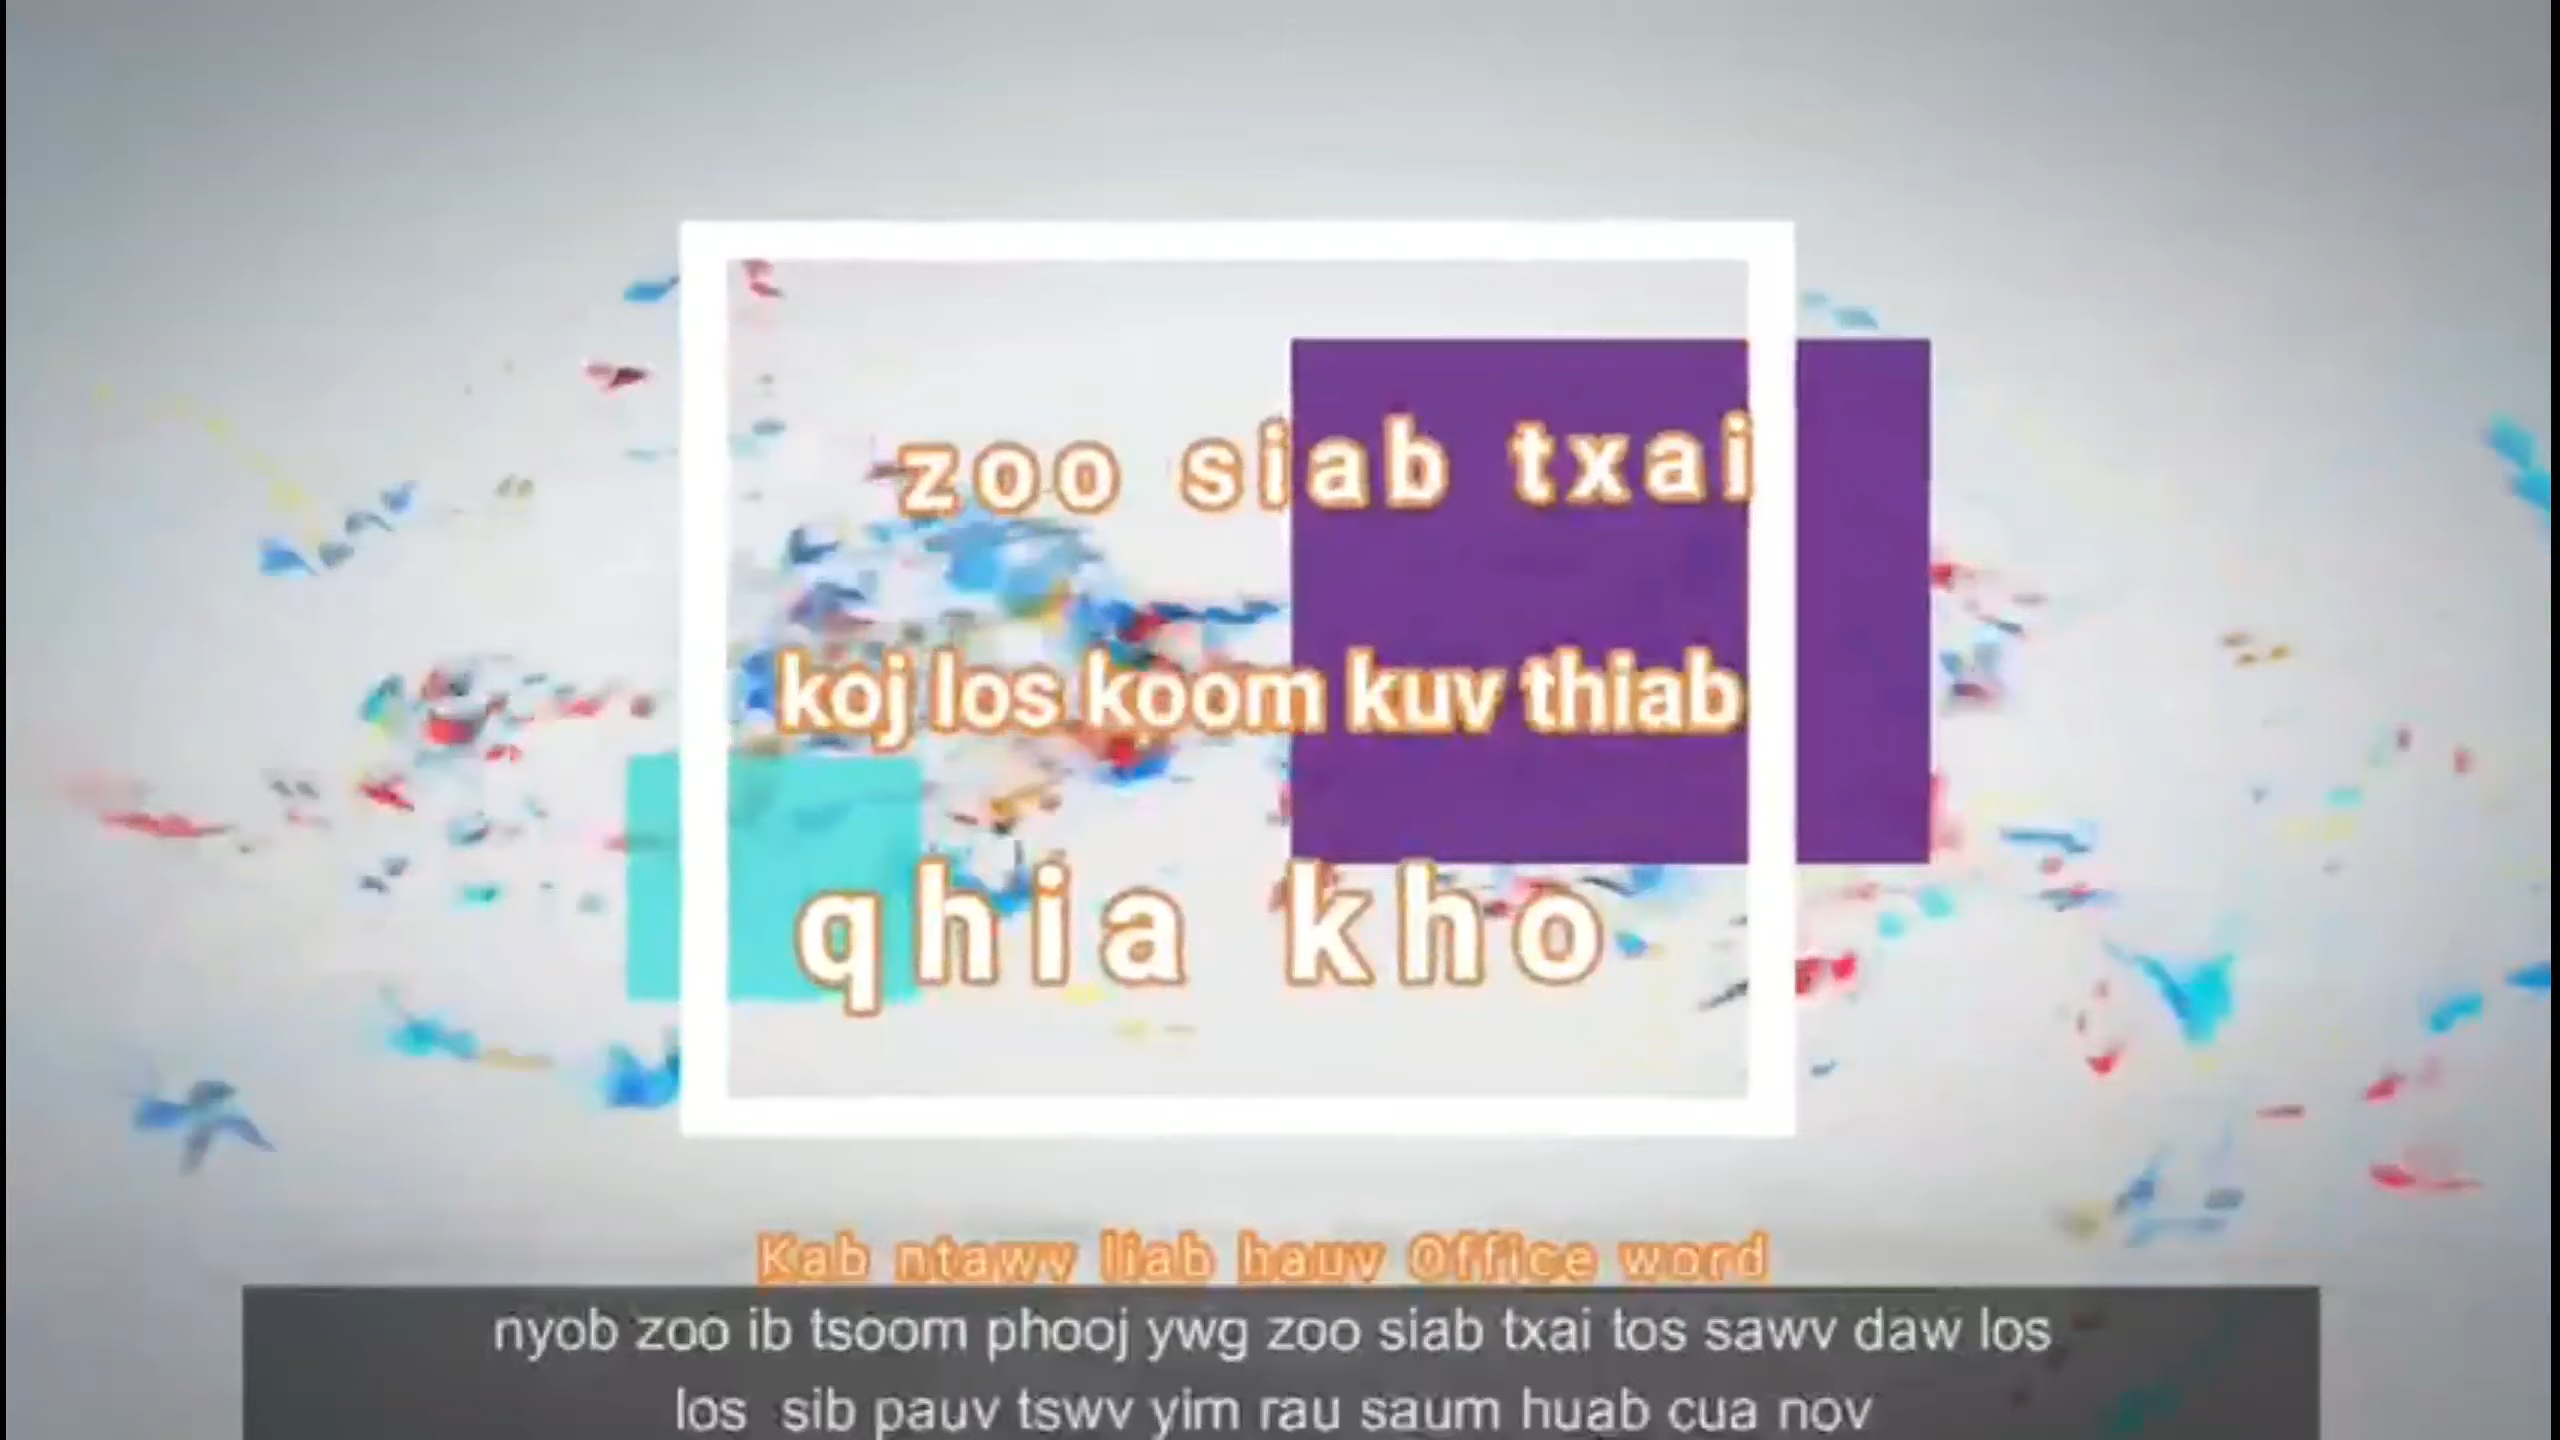 zoo siab txai
koj los koom kuv thiab
qhia kho
Kab ntawv liab hauv Office word
nyob zoo ib tsoom phooj ywg zoo siab txai tos sawv daw los
los sib pauv tswv yim rau saum huab cua nov